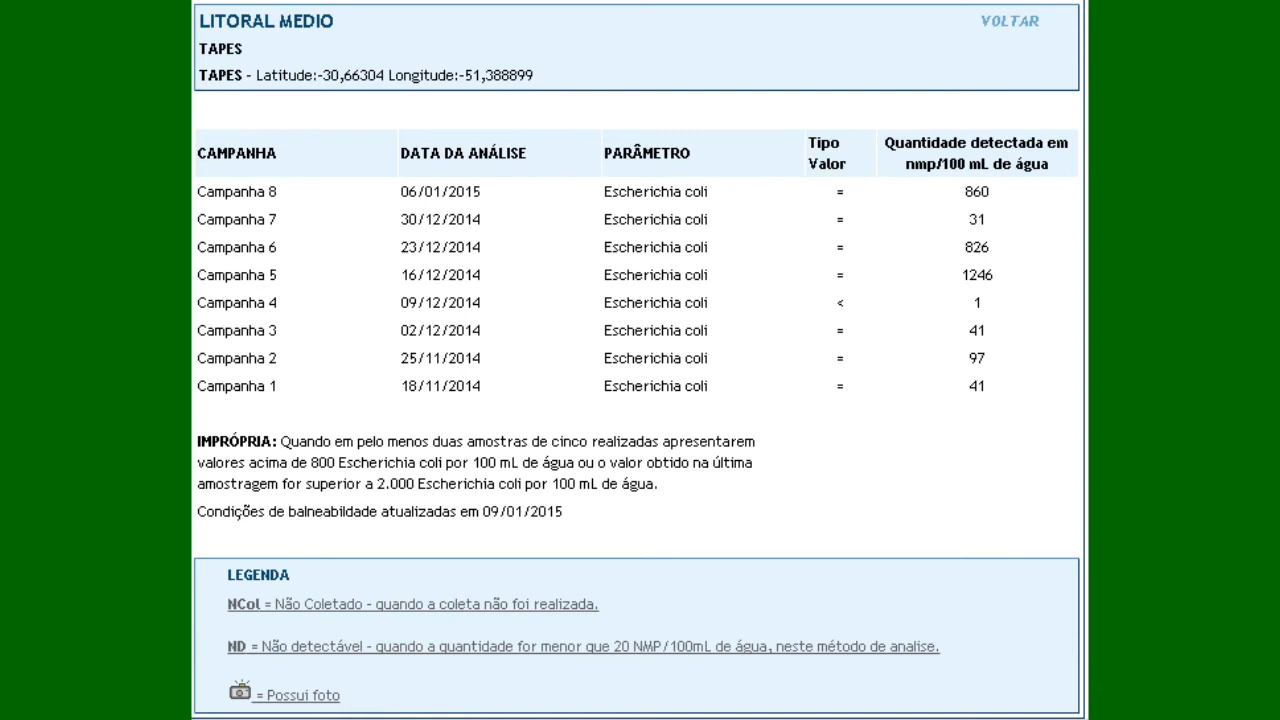 LITORAL MEDIO VOLTAR
TAPES
TAPES - Latitude:-30,66304 Longitude:-51,388899
CAMPANHA DATA DA ANÁLISE PARÂMETRO Tipo Valor Quantidade detectada em nmp/100 mL de água
Campanha 8 06/01/2015 Escherichia coli = 860
Campanha 7 30/12/2014 Escherichia coli = 31
Campanha 6 23/12/2014 Escherichia coli = 826
Campanha 5 16/12/2014 Escherichia coli = 1246
Campanha 4 09/12/2014 Escherichia coli < 1
Campanha 3 02/12/2014 Escherichia coli = 41
Campanha 2 25/11/2014 Escherichia coli = 97
Campanha 1 18/11/2014 Escherichia coli = 41
IMPRÓPRIA: Quando em pelo menos duas amostras de cinco realizadas apresentarem
valores acima de 800 Escherichia coli por 100 mL de água ou o valor obtido na última
amostragem for superior a 2.000 Escherichia coli por 100 mL de água.
Condições de balneabildade atualizadas em 09/01/2015
LEGENDA
NCol = Não Coletado - quando a coleta não foi realizada.
ND = Não detectável - quando a quantidade for menor que 20 NMP/100mL de água, neste método de analise.
= Possui foto